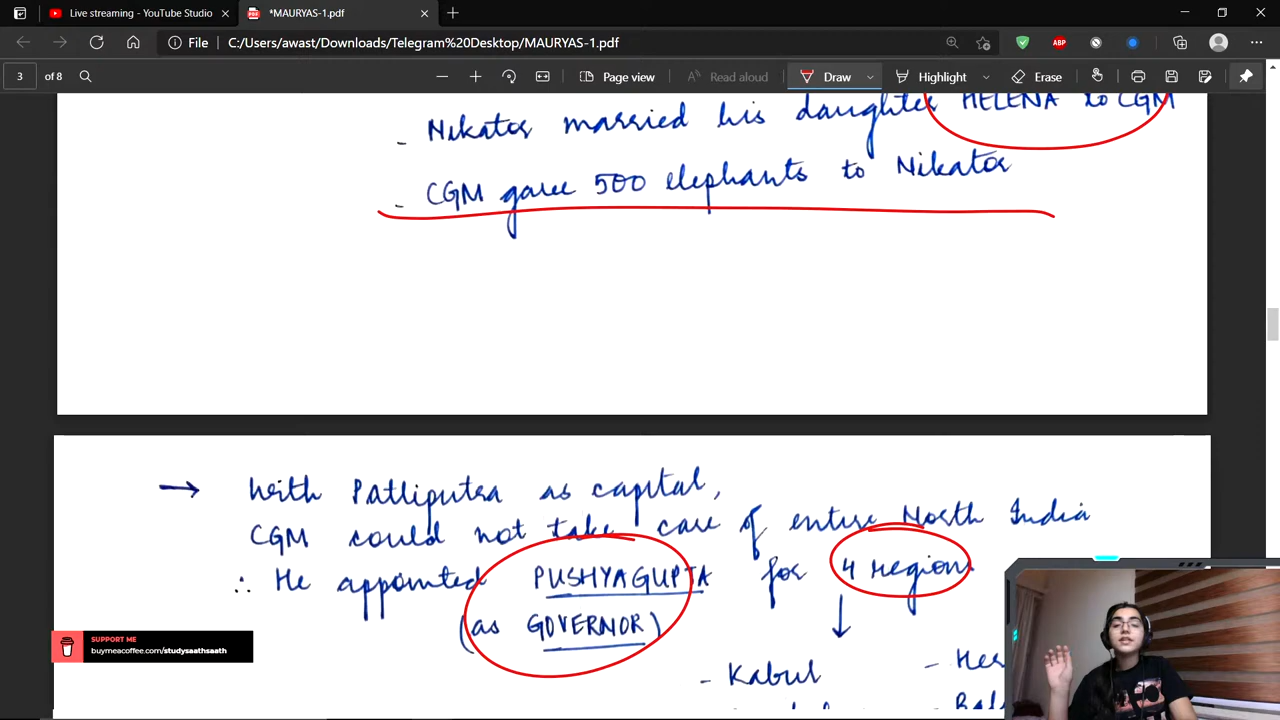 Live streaming - YouTube Studio
*MAURYAS-1.pdf
File C:/Users/awast/Downloads/Telegram%20Desktop/MAURYAS-1.pdf
3 of 8
Page view
Read aloud
Draw
Highlight
Erase
ABP
- Nikator married his daughter HELENA to CGM
- CGM gave 500 elephants to Nikator
→ With Patliputra as capital,
CGM could not take care of entire North India
∴ He appointed PUSHYAGUPTA for 4 regions
(as GOVERNOR)
↓
- Kabul
- Her
SUPPORT ME
buymeacoffee.com/studysaathsaath